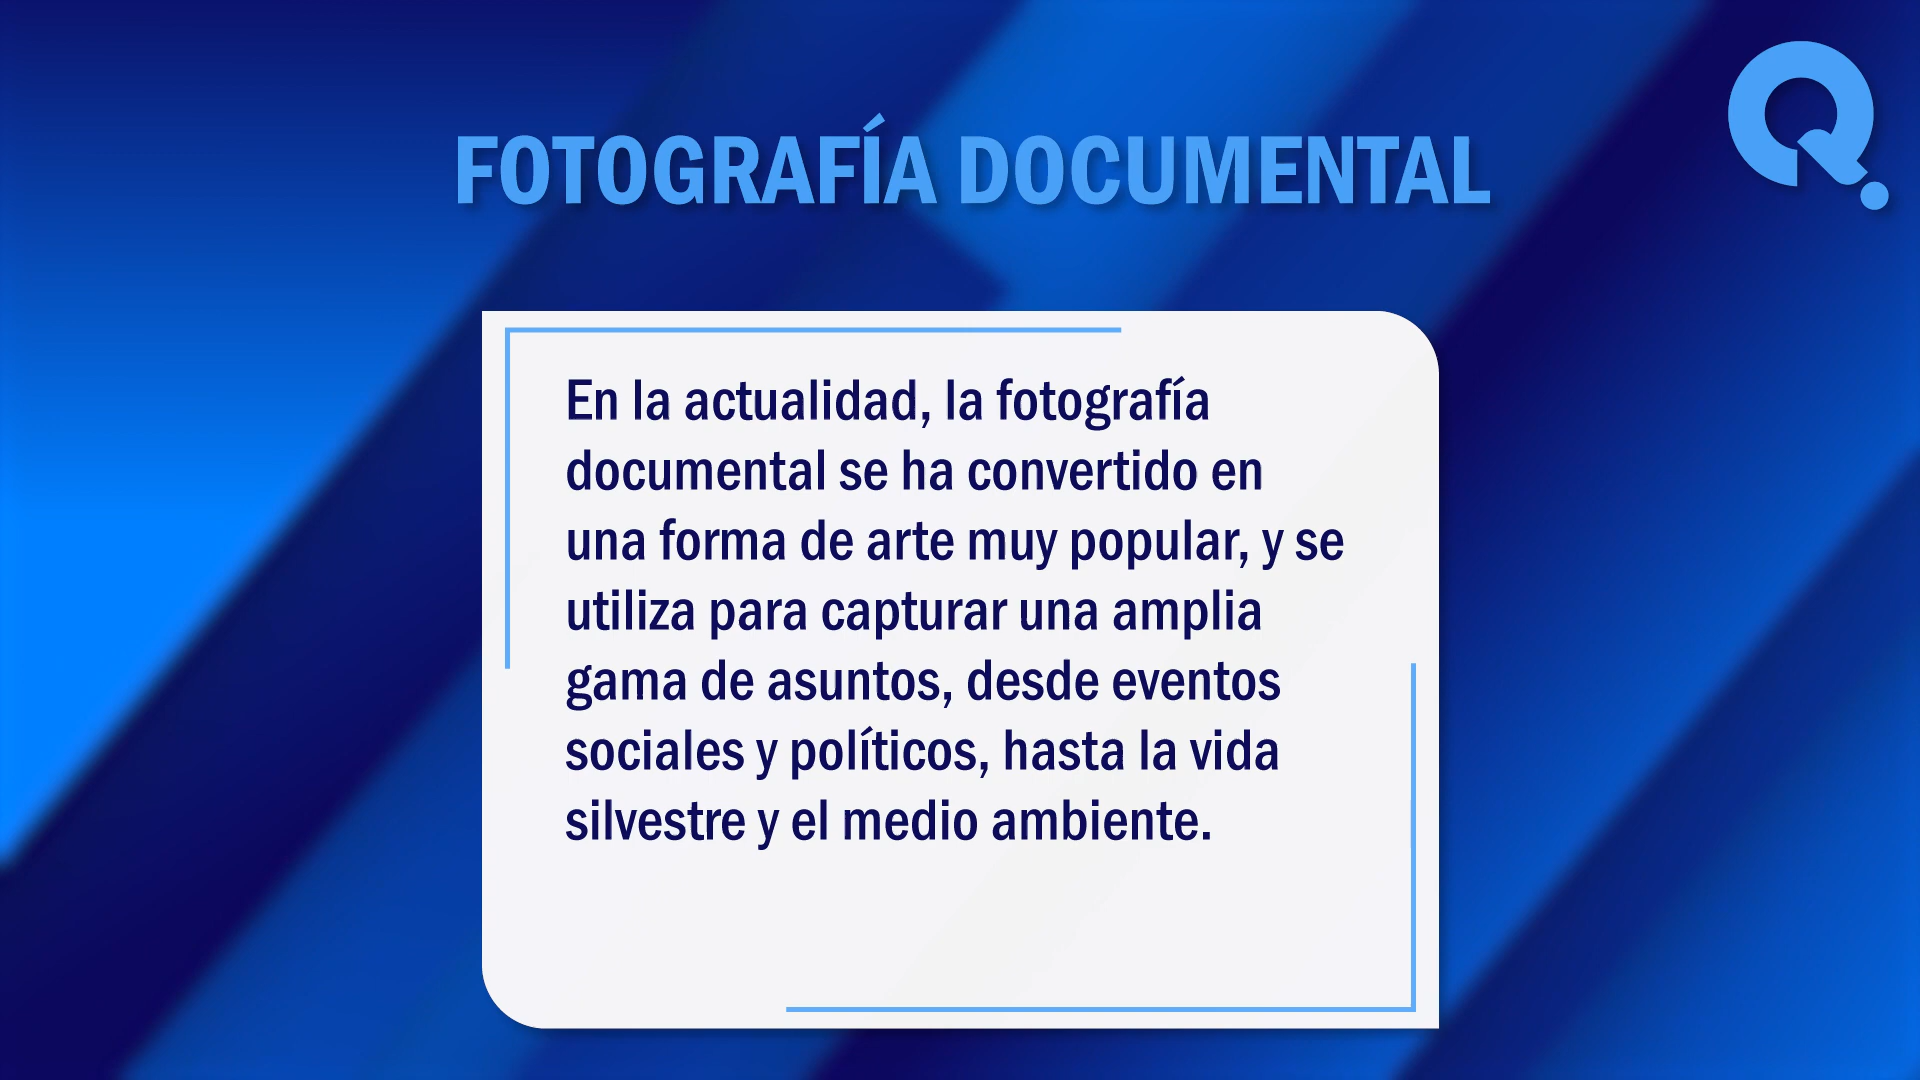 FOTOGRAFÍA DOCUMENTAL
En la actualidad, la fotografía
documental se ha convertido en
una forma de arte muy popular, y se
utiliza para capturar una amplia
gama de asuntos, desde eventos
sociales y políticos, hasta la vida
silvestre y el medio ambiente.